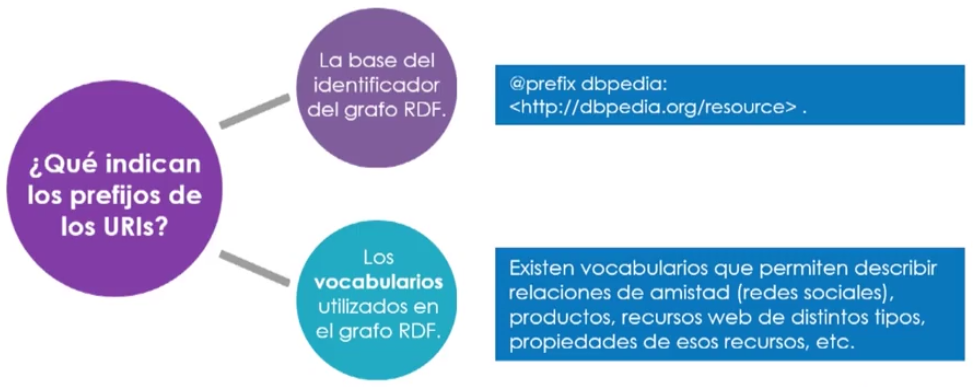 ¿Qué indican
los prefijos de
los URIs?
La base del
identificador
del grafo RDF.
@prefix dbpedia:
<http://dbpedia.org/resource> .
Los
vocabularios
utilizados en
el grafo RDF.
Existen vocabularios que permiten describir
relaciones de amistad (redes sociales),
productos, recursos web de distintos tipos,
propiedades de esos recursos, etc.